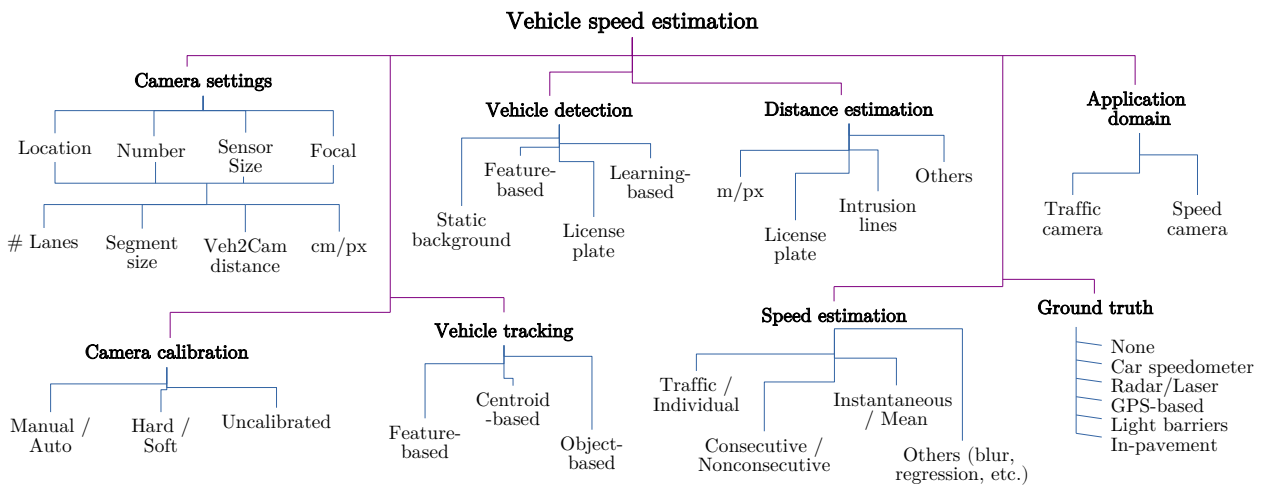 Vehicle speed estimation
Camera settings
Location
Number
Sensor
Size
Focal
# Lanes
Segment
size
Veh2Cam
distance
cm/px
Vehicle detection
Static
background
Feature-
based
License
plate
Learning-
based
Distance estimation
m/px
License
plate
Intrusion
lines
Others
Application
domain
Traffic
camera
Speed
camera
Camera calibration
Manual /
Auto
Hard /
Soft
Uncalibrated
Vehicle tracking
Feature-
based
Centroid
-based
Object-
based
Speed estimation
Traffic /
Individual
Consecutive /
Nonconsecutive
Instantaneous
/ Mean
Others (blur,
regression, etc.)
Ground truth
None
Car speedometer
Radar/Laser
GPS-based
Light barriers
In-pavement